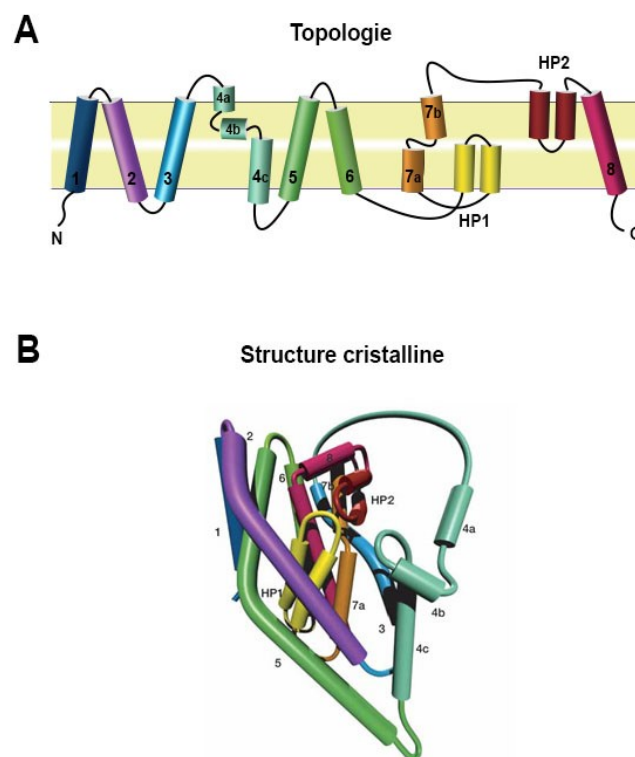 A
Topologie
HP2
4a
7b
4b
1
2
3
4c
5
6
7a
8
HP1
N
C
B
Structure cristalline
2
6
8
7b
HP2
4a
1
HP1
7a
3
4b
4c
5